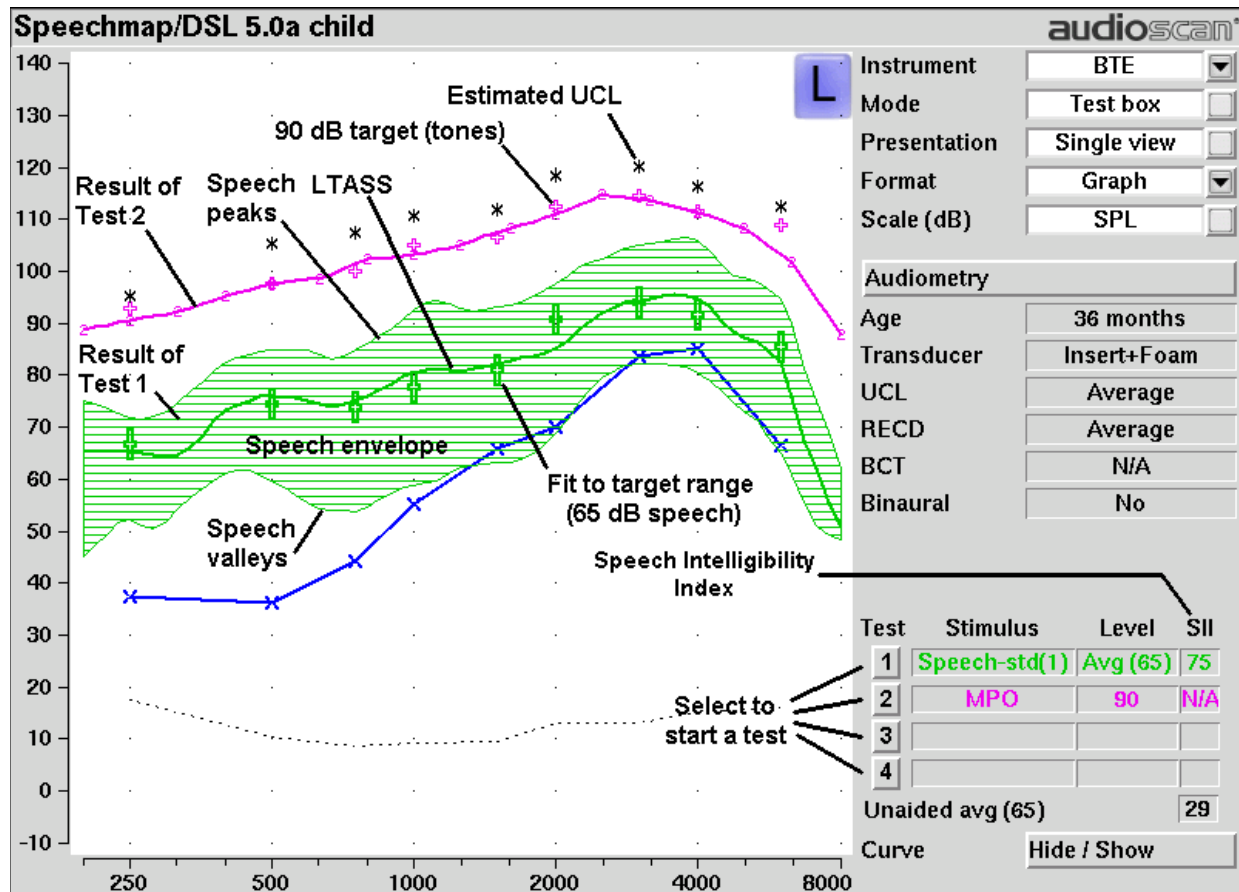 Speechmap/DSL 5.0a child
audioscan®
L
140
130
120
110
100
90
80
70
60
50
40
30
20
10
0
-10
250
500
1000
2000
4000
8000
Estimated UCL
90 dB target (tones)
Result of
Test 2
Speech
peaks
LTASS
Result of
Test 1
Speech envelope
Fit to target range
(65 dB speech)
Speech
valleys
Speech Intelligibility
Index
Select to
start a test
Instrument BTE
Mode Test box
Presentation Single view
Format Graph
Scale (dB) SPL
Audiometry
Age 36 months
Transducer Insert+Foam
UCL Average
RECD Average
BCT N/A
Binaural No
Test Stimulus Level SII
1 Speech-std(1) Avg (65) 75
2 MPO 90 N/A
3
4
Unaided avg (65) 29
Curve Hide / Show